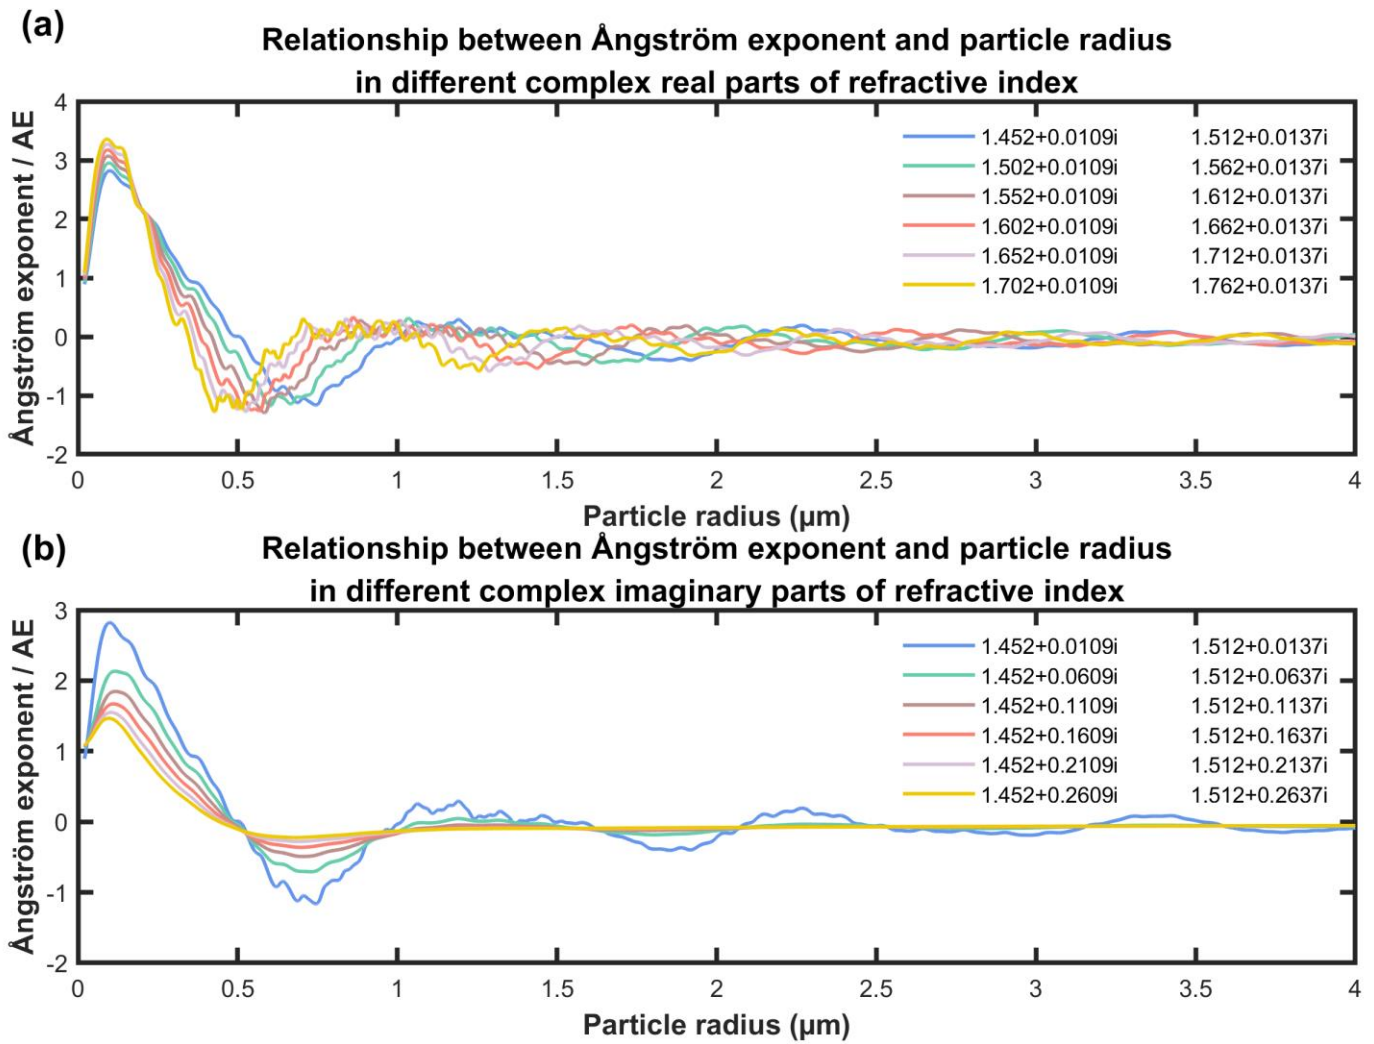 (a)
Relationship between Ångström exponent and particle radius
in different complex real parts of refractive index
Ångström exponent / AE
4
3
2
1
0
-1
-2
1.452+0.0109i 1.512+0.0137i
1.502+0.0109i 1.562+0.0137i
1.552+0.0109i 1.612+0.0137i
1.602+0.0109i 1.662+0.0137i
1.652+0.0109i 1.712+0.0137i
1.702+0.0109i 1.762+0.0137i
0 0.5 1 1.5 2 2.5 3 3.5 4
Particle radius (μm)
(b)
Relationship between Ångström exponent and particle radius
in different complex imaginary parts of refractive index
Ångström exponent / AE
3
2
1
0
-1
-2
1.452+0.0109i 1.512+0.0137i
1.452+0.0609i 1.512+0.0637i
1.452+0.1109i 1.512+0.1137i
1.452+0.1609i 1.512+0.1637i
1.452+0.2109i 1.512+0.2137i
1.452+0.2609i 1.512+0.2637i
0 0.5 1 1.5 2 2.5 3 3.5 4
Particle radius (μm)